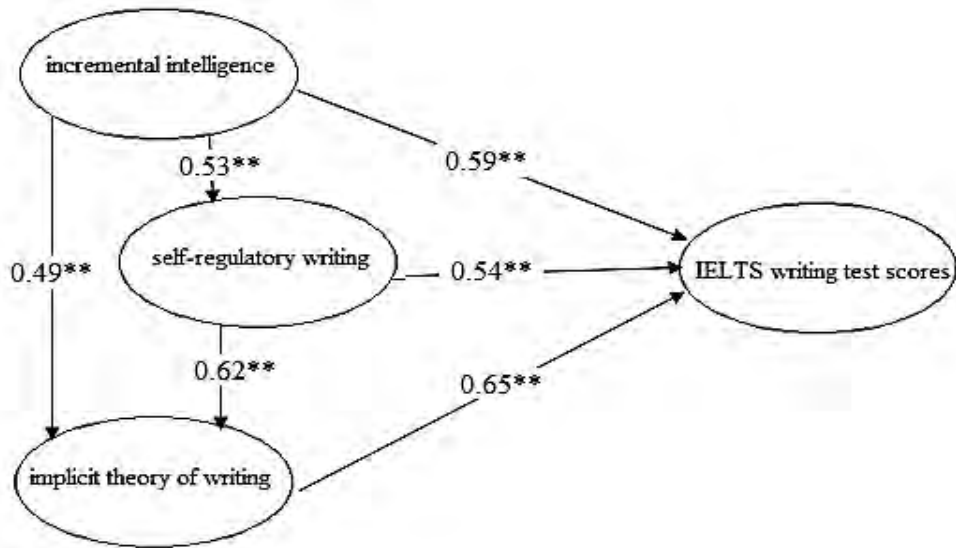 incremental intelligence
0.53**
0.59**
self-regulatory writing
0.49**
0.54**
IELTS writing test scores
0.62**
0.65**
implicit theory of writing